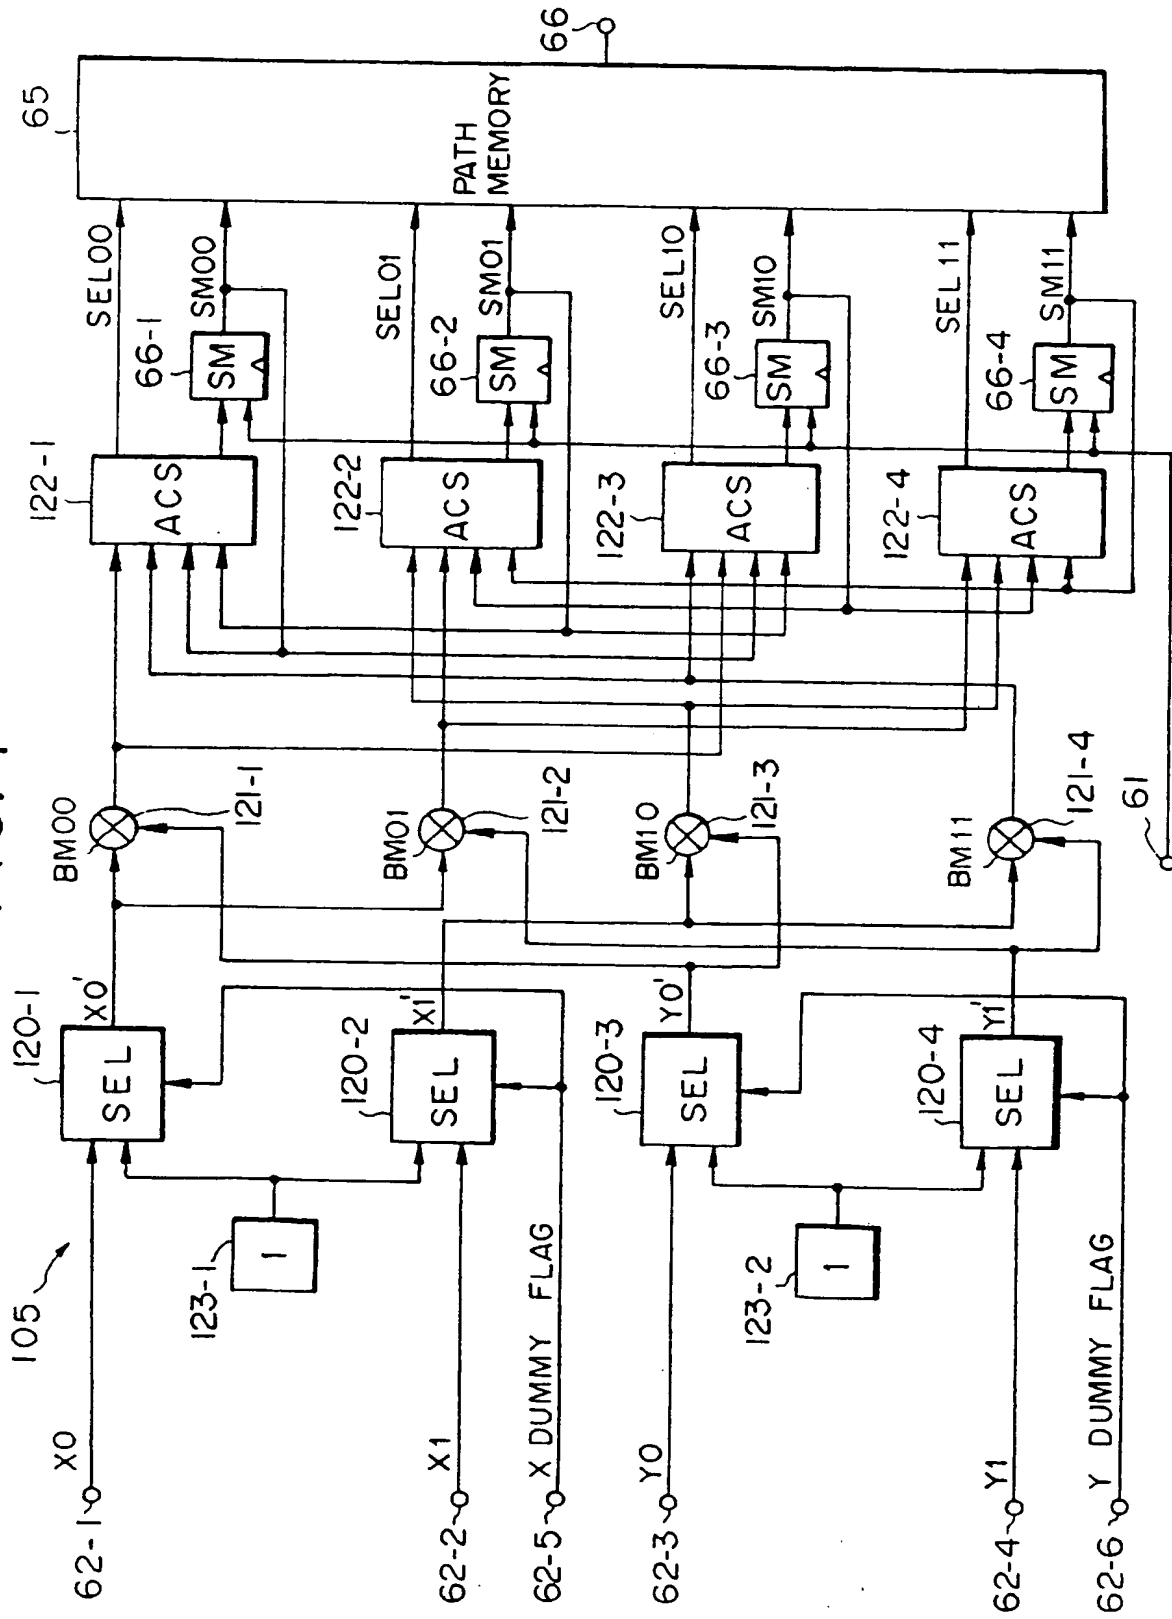 105
62-1
X0
120-1
SEL
X0'
BM00
121-1
122-1
ACS
SEL00
66-1
SM
SM00
65
PATH
MEMORY
66
123-1
1
62-2
X1
120-2
SEL
X1'
BM01
121-2
122-2
ACS
SEL01
66-2
SM
SM01
62-5
X DUMMY FLAG
62-3
Y0
120-3
SEL
Y0'
BM10
121-3
122-3
ACS
SEL10
66-3
SM
SM10
123-2
1
62-4
Y1
120-4
SEL
Y1'
BM11
121-4
122-4
ACS
SEL11
66-4
SM
SM11
62-6
Y DUMMY FLAG
61